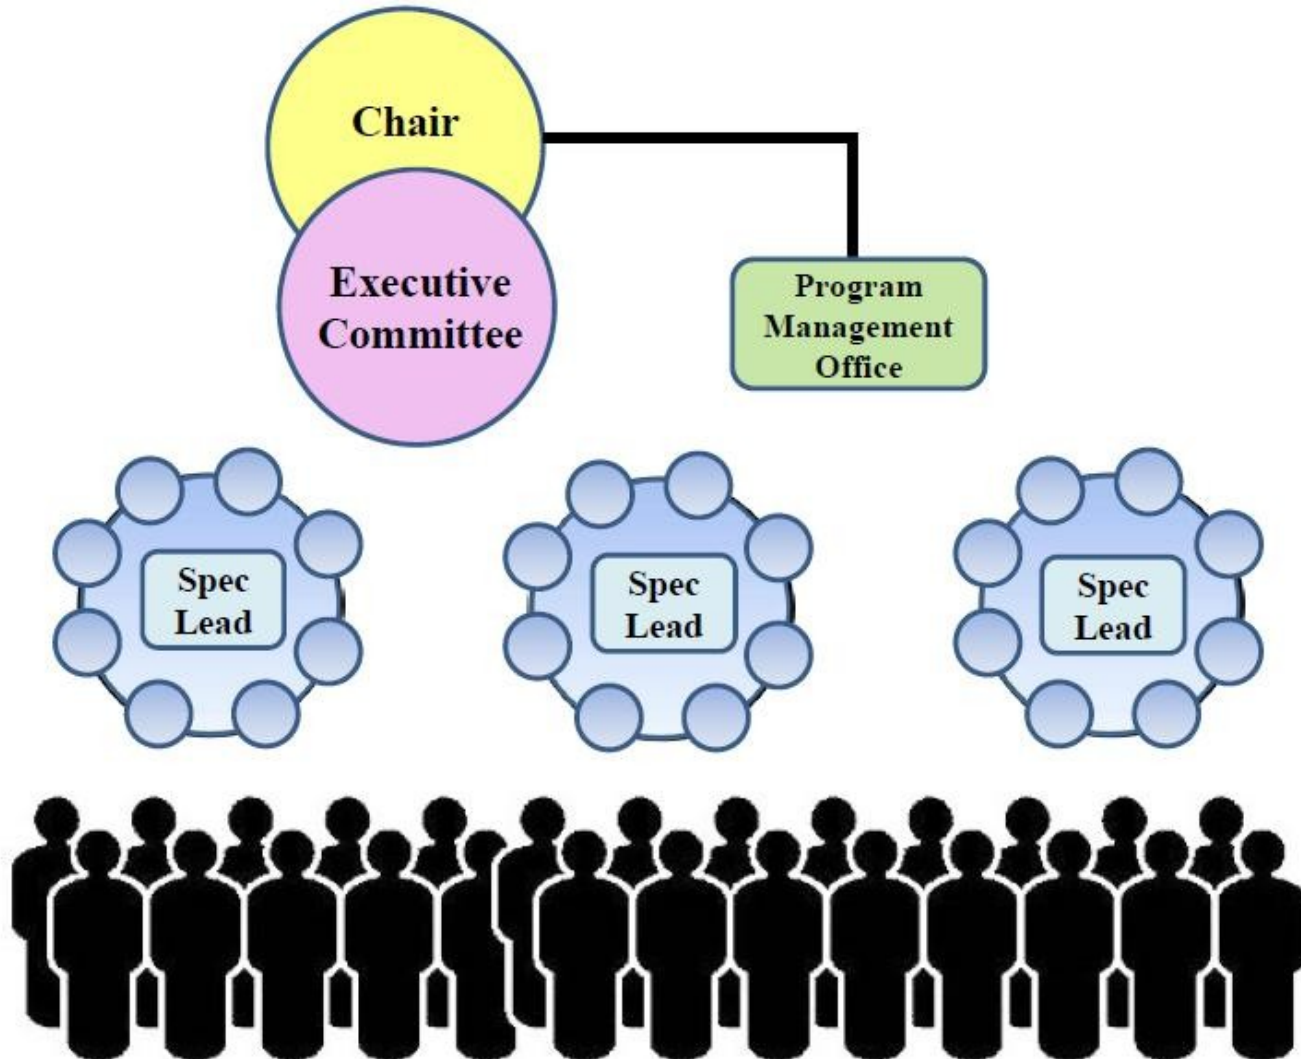 Chair
Executive
Committee
Program
Management
Office
Spec
Lead
Spec
Lead
Spec
Lead